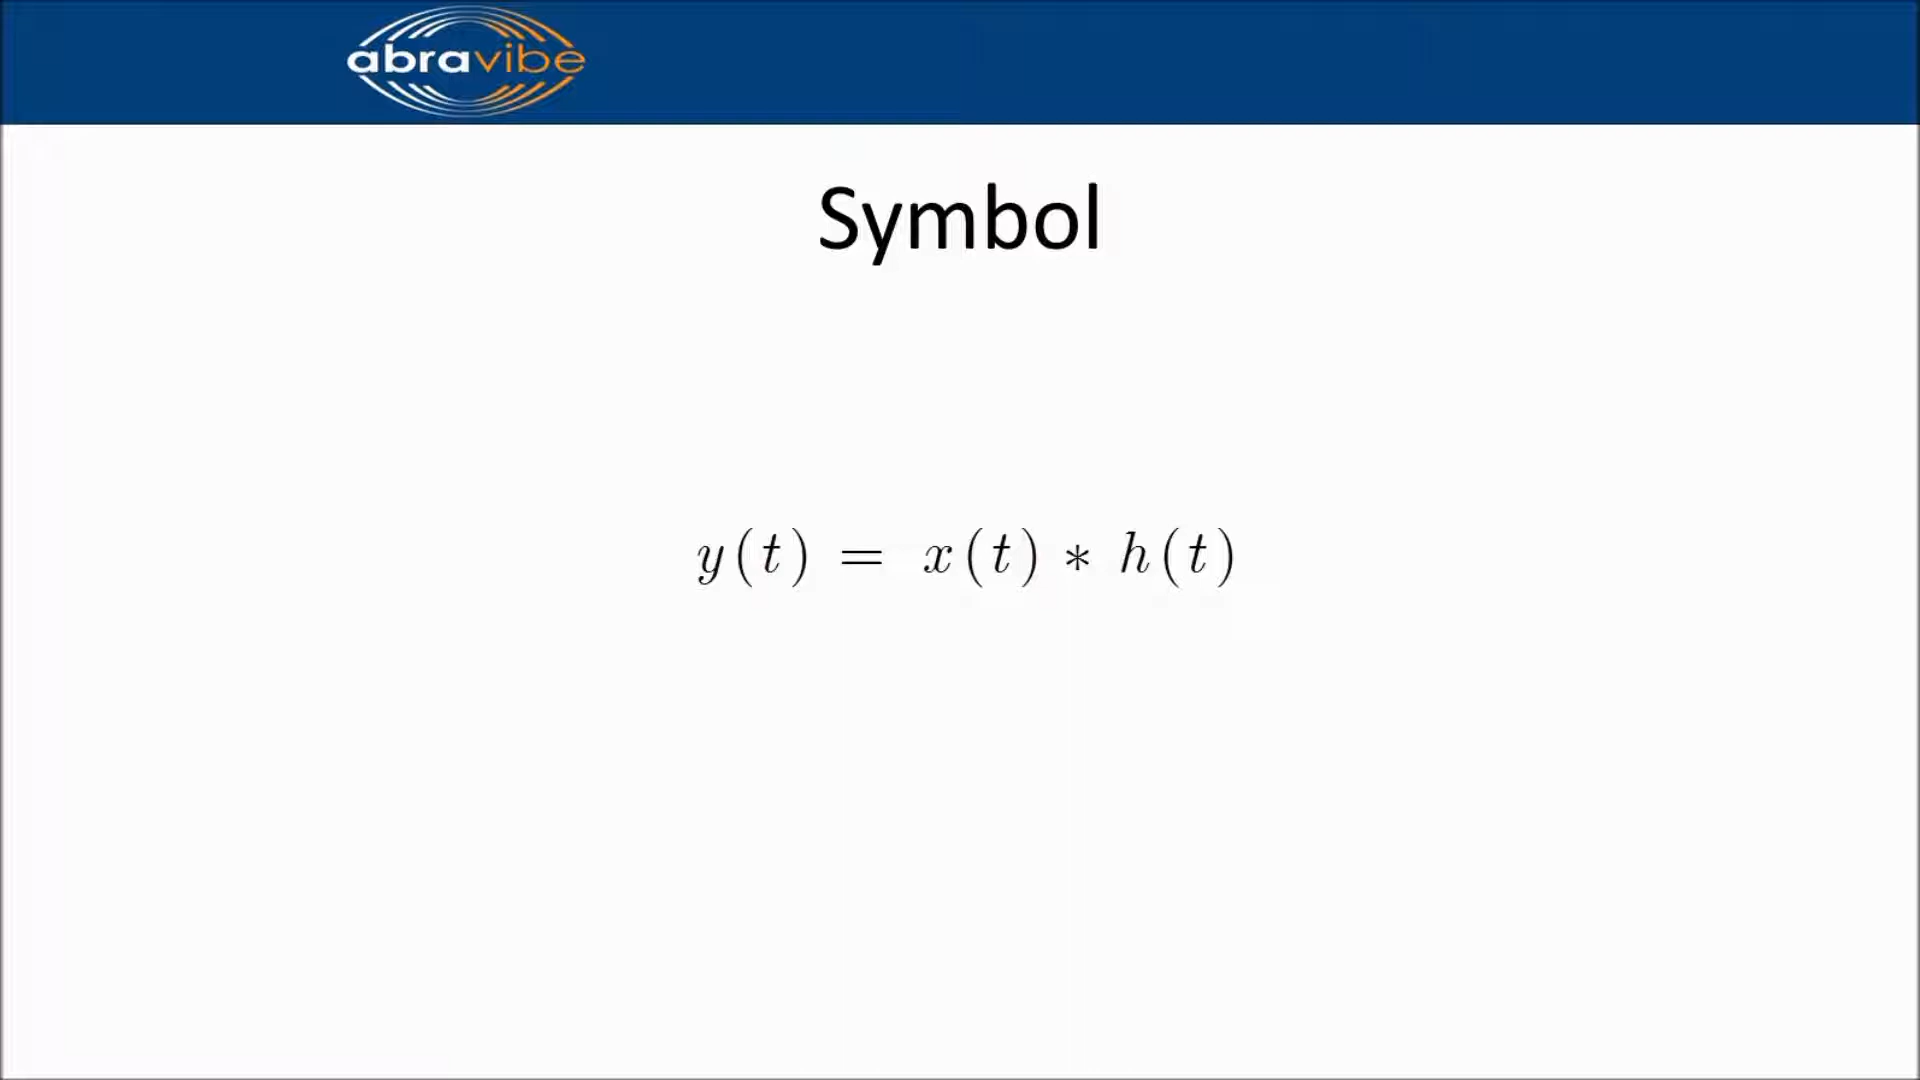 abravibe
Symbol
y(t) = x(t) * h(t)